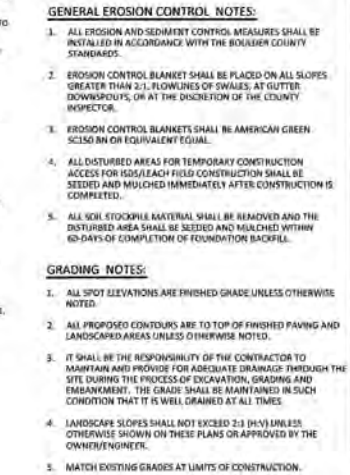 GENERAL EROSION CONTROL NOTES:
1. ALL EROSION AND SEDIMENT CONTROL MEASURES SHALL BE
INSTALLED IN ACCORDANCE WITH THE BOULDER COUNTY
STANDARDS.
2. EROSION CONTROL BLANKET SHALL BE PLACED ON ALL SLOPES
GREATER THAN 2:1, FLOWLINES OF SWALES, AT GUTTER
DOWNSPOUTS, OR AT THE DISCRETION OF THE COUNTY
INSPECTOR.
3. EROSION CONTROL BLANKETS SHALL BE AMERICAN GREEN
SC150 BN OR EQUIVALENT EQUAL.
4. ALL DISTURBED AREAS FOR TEMPORARY CONSTRUCTION
ACCESS FOR ISDS/LEACH FIELD CONSTRUCTION SHALL BE
SEEDED AND MULCHED IMMEDIATELY AFTER CONSTRUCTION IS
COMPLETED.
5. ALL SOIL STOCKPILE MATERIAL SHALL BE REMOVED AND THE
DISTURBED AREA SHALL BE SEEDED AND MULCHED WITHIN
60-DAYS OF COMPLETION OF FOUNDATION BACKFILL.
GRADING NOTES:
1. ALL SPOT ELEVATIONS ARE FINISHED GRADE UNLESS OTHERWISE
NOTED.
2. ALL PROPOSED CONTOURS ARE TO TOP OF FINISHED PAVING AND
LANDSCAPED AREAS UNLESS OTHERWISE NOTED.
3. IT SHALL BE THE RESPONSIBILITY OF THE CONTRACTOR TO
MAINTAIN AND PROVIDE FOR ADEQUATE DRAINAGE THROUGH THE
SITE DURING THE PROCESS OF EXCAVATION, GRADING AND
EMBANKMENT. THE GRADE SHALL BE MAINTAINED IN SUCH
CONDITION THAT IT IS WELL DRAINED AT ALL TIMES.
4. LANDSCAPE SLOPES SHALL NOT EXCEED 2:1 (H:V) UNLESS
OTHERWISE SHOWN ON THESE PLANS OR APPROVED BY THE
OWNER/ENGINEER.
5. MATCH EXISTING GRADES AT LIMITS OF CONSTRUCTION.